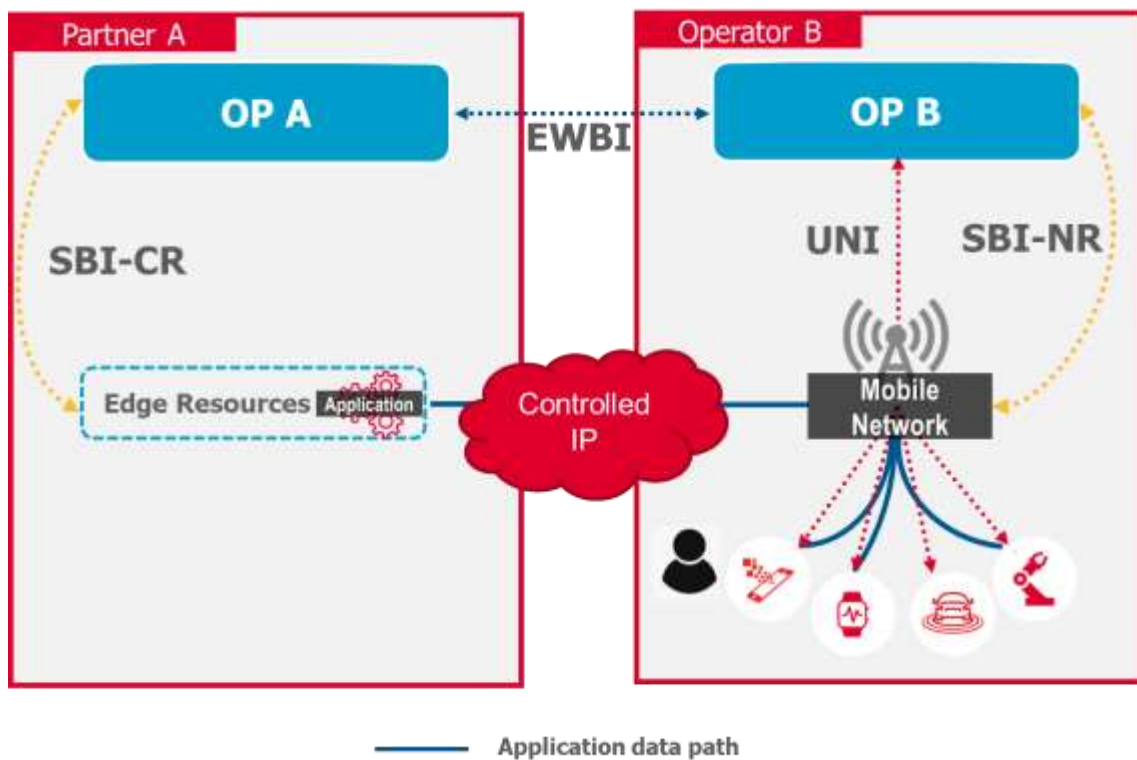 Partner A
Operator B
OP A
OP B
EWBI
UNI
SBI-NR
SBI-CR
Edge Resources
Application
Controlled
IP
Mobile
Network
Application data path